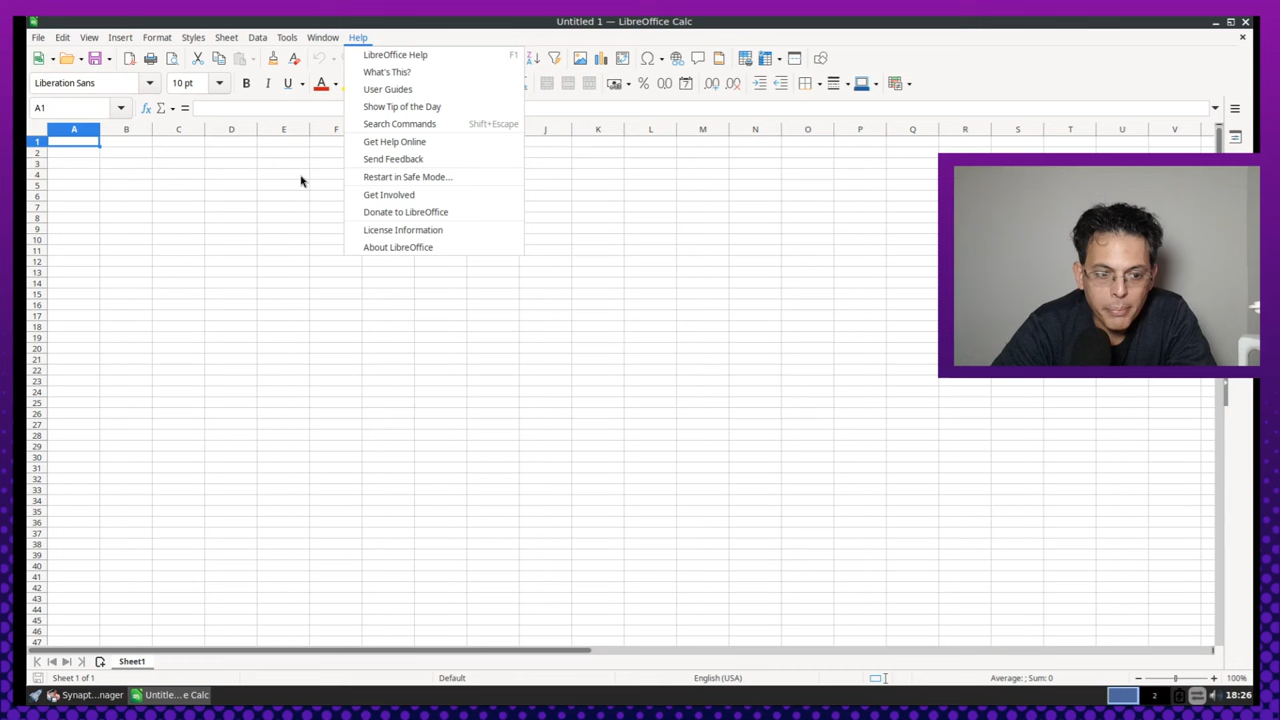 Untitled 1 — LibreOffice Calc
File Edit View Insert Format Styles Sheet Data Tools Window Help
LibreOffice Help F1
What's This?
User Guides
Show Tip of the Day
Search Commands Shift+Escape
Get Help Online
Send Feedback
Restart in Safe Mode...
Get Involved
Donate to LibreOffice
License Information
About LibreOffice
Liberation Sans 10 pt B I U A
A1
A B C D E F J K L M N O P Q R S T U V
1
2
3
4
5
6
7
8
9
10
11
12
13
14
15
16
17
18
19
20
21
22
23
24
25
26
27
28
29
30
31
32
33
34
35
36
37
38
39
40
41
42
43
44
45
46
47
Sheet1
Sheet 1 of 1 Default English (USA) Average: ; Sum: 0 100%
Synapt...nager Untitle... e Calc 2 18:26